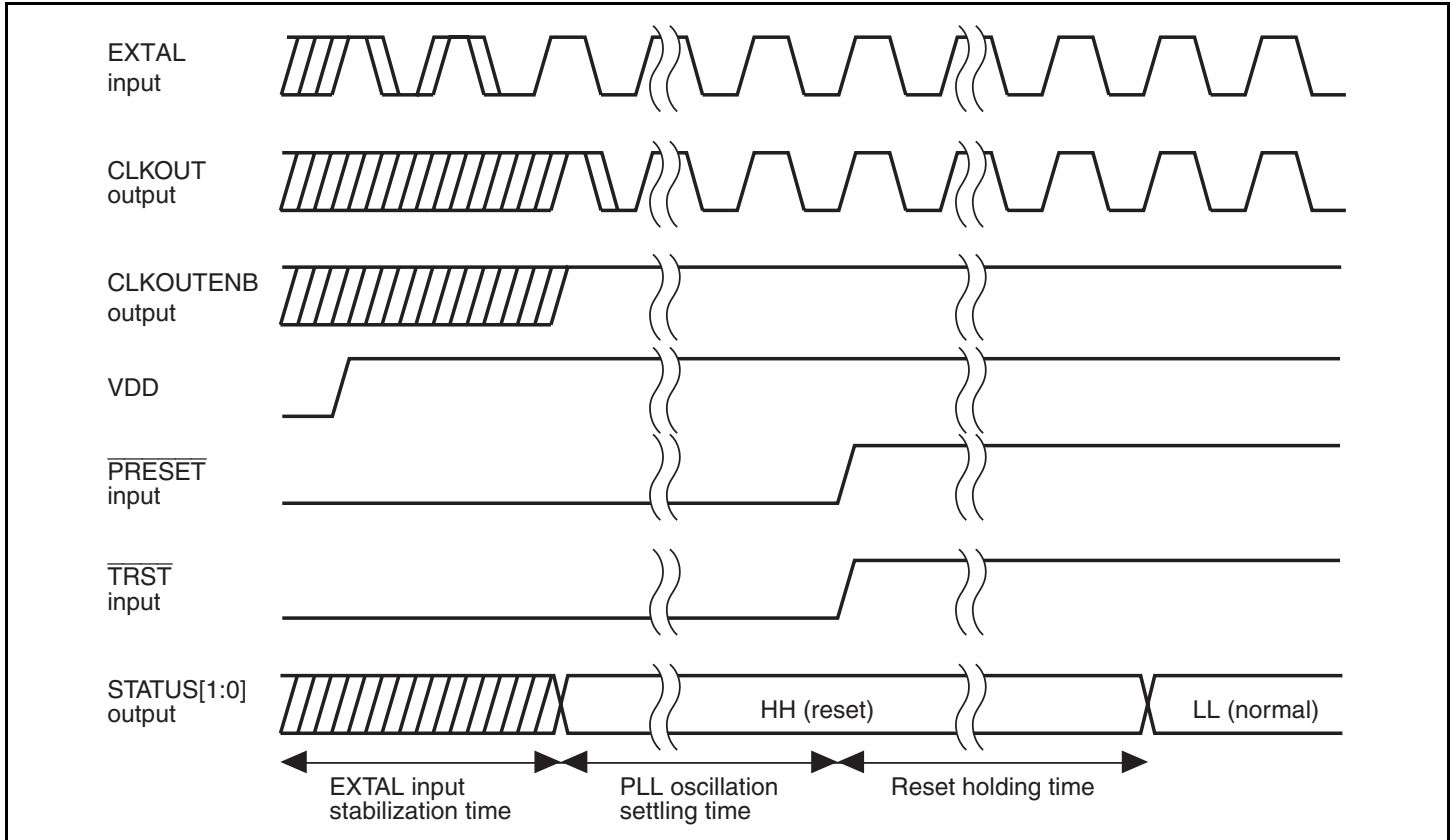 EXTAL
input
CLKOUT
output
CLKOUTENB
output
VDD
PRESET
input
TRST
input
STATUS[1:0]
output
HH (reset)
LL (normal)
EXTAL input
stabilization time
PLL oscillation
settling time
Reset holding time